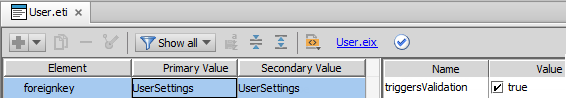 User.eti
Show all
User.eix
Element Primary Value Secondary Value Name Value
foreignkey UserSettings UserSettings triggersValidation true